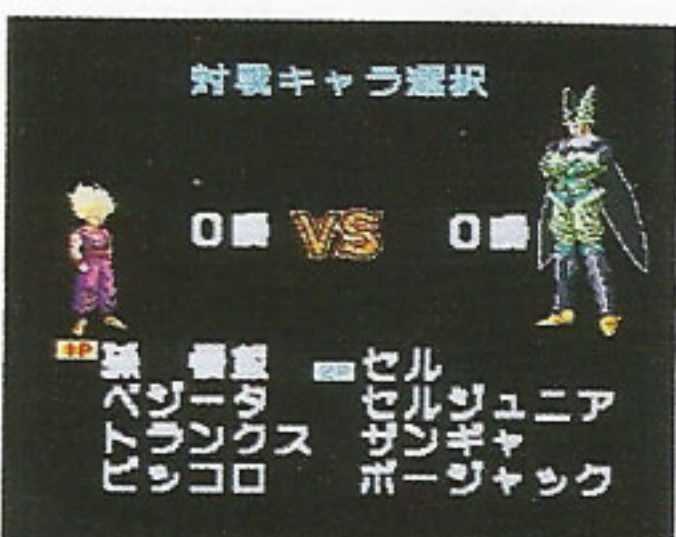 対戦キャラ選択
0勝 VS 0勝
1P 孫 悟飯 2P セル
ベジータ セルジュニア
トランクス ザンギャ
ピッコロ ボージャック